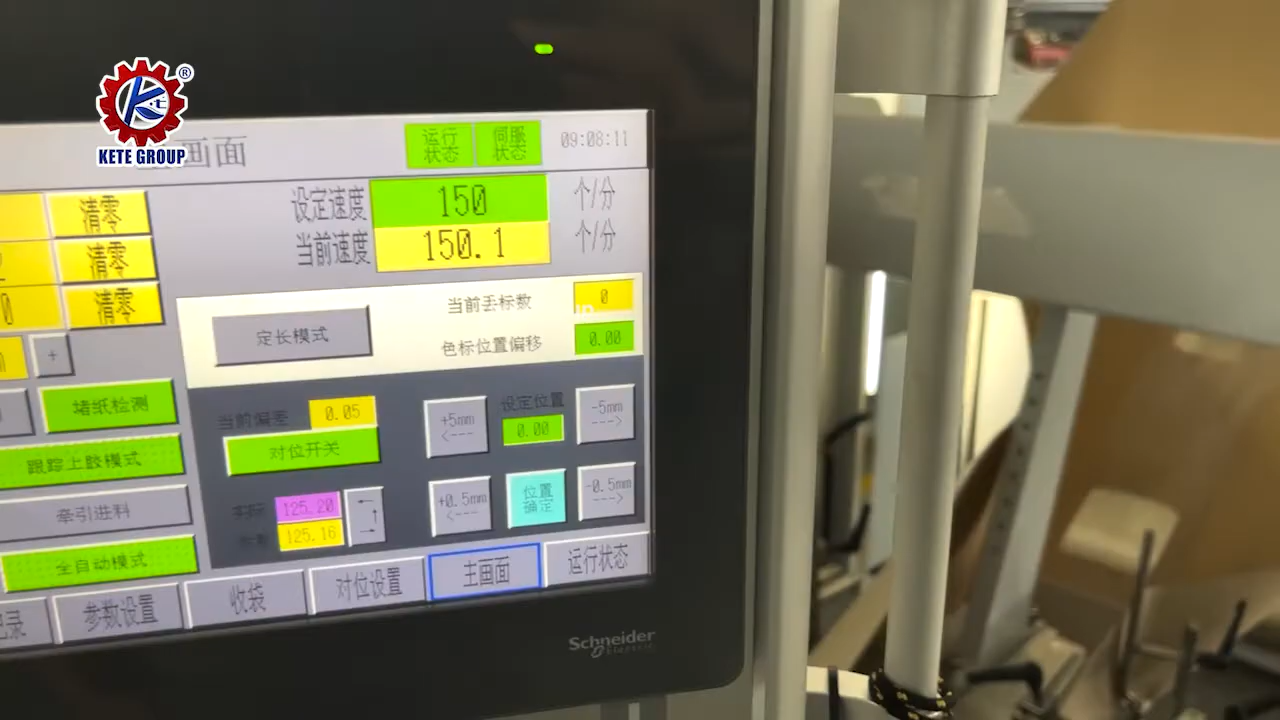 Kt
®
KETE GROUP
画面
运行状态
伺服状态
09:08:11
清零
设定速度
150
个/分
清零
当前速度
150.1
个/分
0
清零
当前丢标数
0
定长模式
色标位置偏移
0.00
+
堵纸检测
当前偏差
0.05
+5mm
<---
设定位置
0.00
-5mm
--->
跟踪上胶模式
对位开关
牵引进料
125.20
125.16
+0.5mm
<---
位置确定
-0.5mm
--->
全自动模式
记录
参数设置
收袋
对位设置
主画面
运行状态
Schneider
Electric